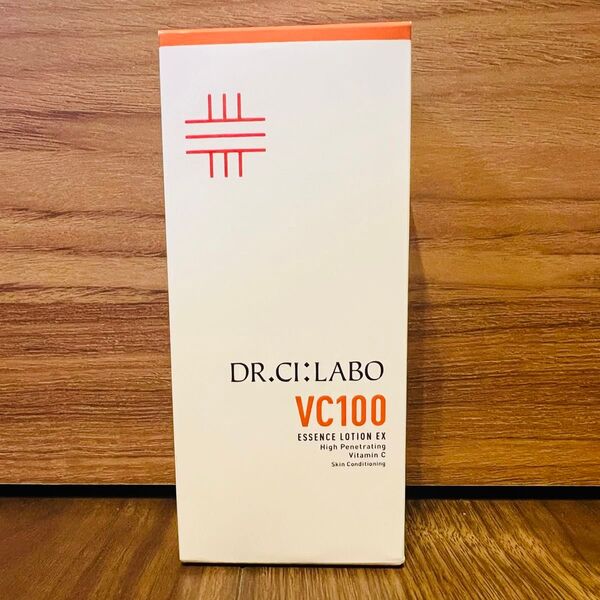 DR.CI:LABO
VC100
ESSENCE LOTION EX
High Penetrating
Vitamin C
Skin Conditioning